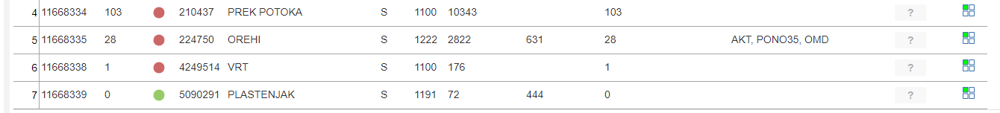 4 11668334 103 210437 PREK POTOKA S 1100 10343 103 ?
5 11668335 28 224750 OREHI S 1222 2822 631 28 AKT, PONO35, OMD ?
6 11668338 1 4249514 VRT S 1100 176 1 ?
7 11668339 0 5090291 PLASTENJAK S 1191 72 444 0 ?